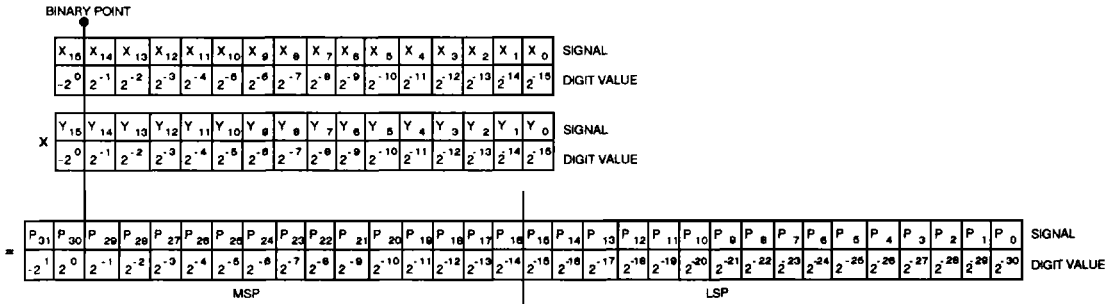 BINARY POINT
X15 X14 X13 X12 X11 X10 X9 X8 X7 X6 X5 X4 X3 X2 X1 X0 SIGNAL
-2^0 2^-1 2^-2 2^-3 2^-4 2^-5 2^-6 2^-7 2^-8 2^-9 2^-10 2^-11 2^-12 2^-13 2^-14 2^-15 DIGIT VALUE
X
Y15 Y14 Y13 Y12 Y11 Y10 Y9 Y8 Y7 Y6 Y5 Y4 Y3 Y2 Y1 Y0 SIGNAL
-2^0 2^-1 2^-2 2^-3 2^-4 2^-5 2^-6 2^-7 2^-8 2^-9 2^-10 2^-11 2^-12 2^-13 2^-14 2^-15 DIGIT VALUE
=
P31 P30 P29 P28 P27 P26 P25 P24 P23 P22 P21 P20 P19 P18 P17 P16 P15 P14 P13 P12 P11 P10 P9 P8 P7 P6 P5 P4 P3 P2 P1 P0 SIGNAL
-2^1 2^0 2^-1 2^-2 2^-3 2^-4 2^-5 2^-6 2^-7 2^-8 2^-9 2^-10 2^-11 2^-12 2^-13 2^-14 2^-15 2^-16 2^-17 2^-18 2^-19 2^-20 2^-21 2^-22 2^-23 2^-24 2^-25 2^-26 2^-27 2^-28 2^-29 2^-30 DIGIT VALUE
MSP LSP